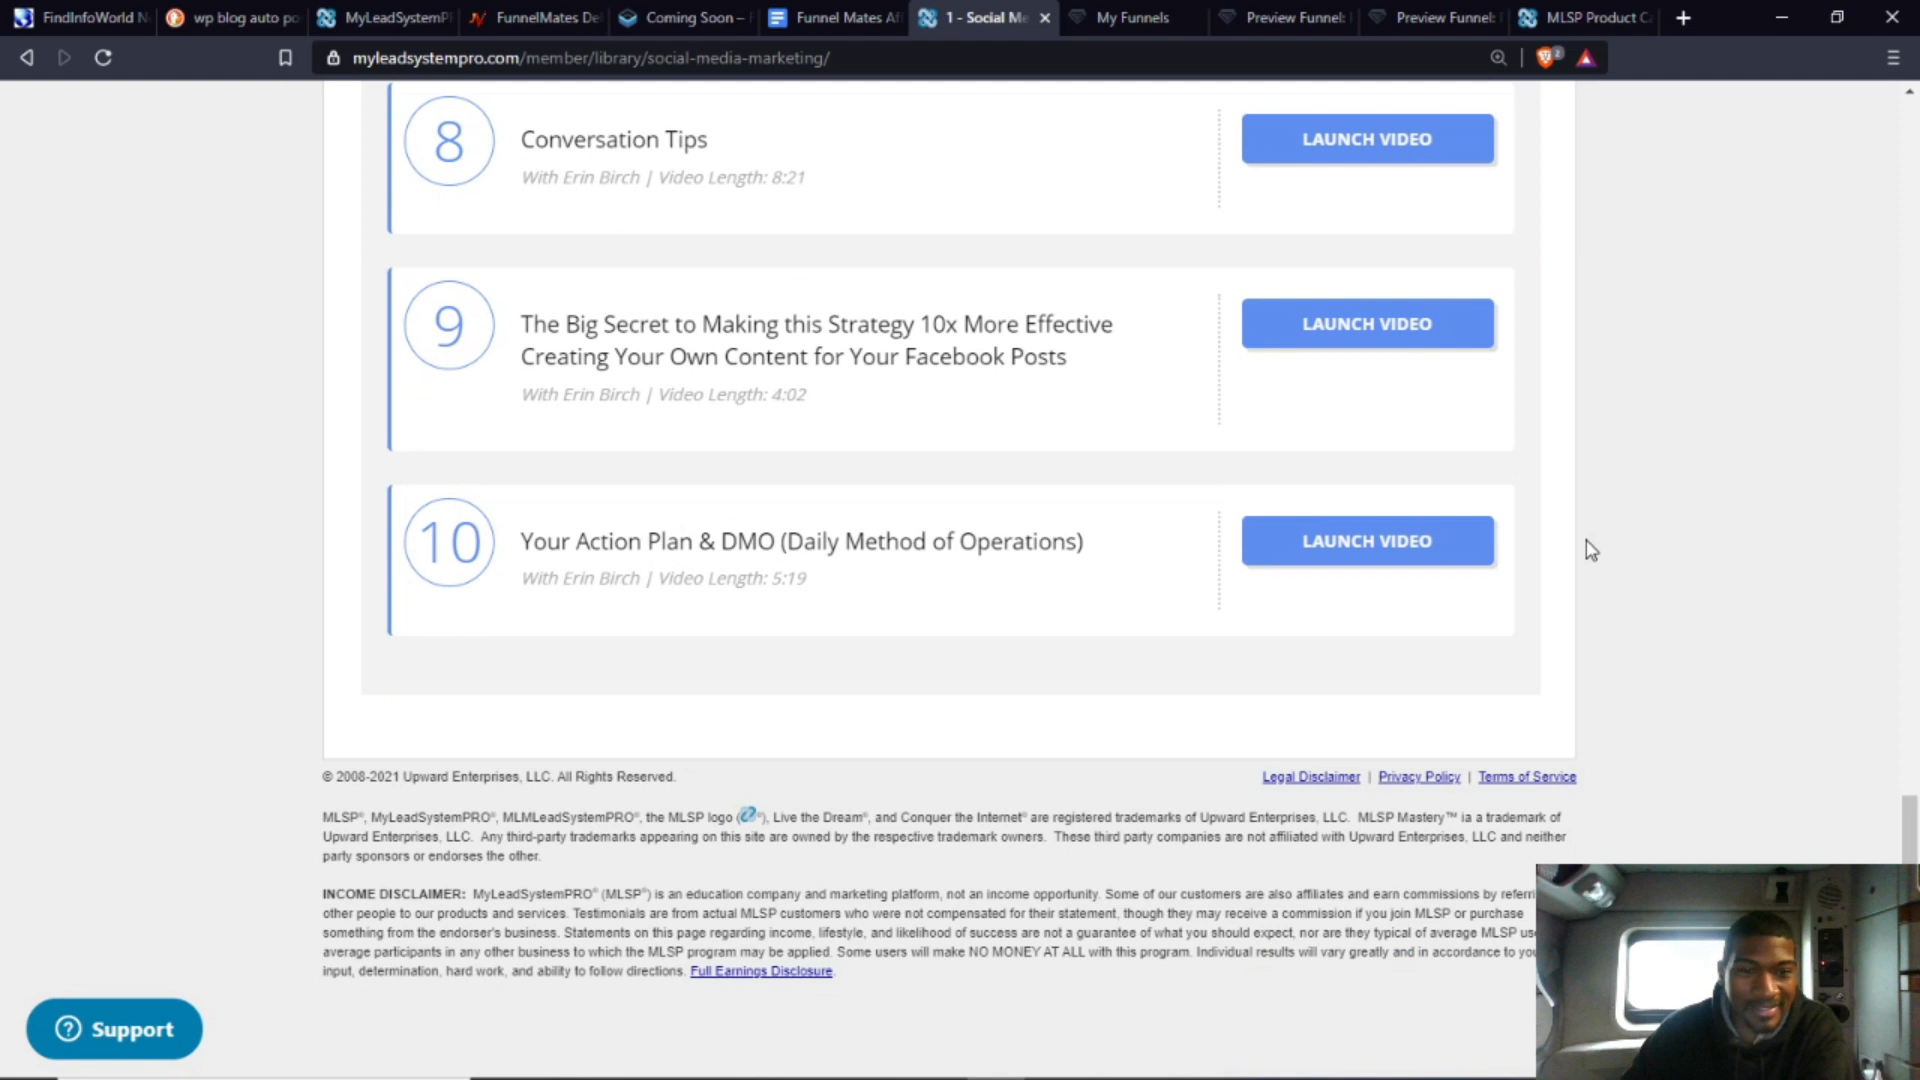 FindInfoWorld N
wp blog auto po
MyLeadSystemP
FunnelMates De
Coming Soon –
Funnel Mates Af
1 - Social Me
My Funnels
Preview Funnel:
Preview Funnel:
MLSP Product C
myleadsystempro.com/member/library/social-media-marketing/
2
8
Conversation Tips
With Erin Birch | Video Length: 8:21
LAUNCH VIDEO
9
The Big Secret to Making this Strategy 10x More Effective
Creating Your Own Content for Your Facebook Posts
With Erin Birch | Video Length: 4:02
LAUNCH VIDEO
10
Your Action Plan & DMO (Daily Method of Operations)
With Erin Birch | Video Length: 5:19
LAUNCH VIDEO
© 2008-2021 Upward Enterprises, LLC. All Rights Reserved.
Legal Disclaimer | Privacy Policy | Terms of Service
MLSP®, MyLeadSystemPRO®, MLMLeadSystemPRO®, the MLSP logo (®), Live the Dream®, and Conquer the Internet® are registered trademarks of Upward Enterprises, LLC. MLSP Mastery™ is a trademark of
Upward Enterprises, LLC. Any third-party trademarks appearing on this site are owned by the respective trademark owners. These third party companies are not affiliated with Upward Enterprises, LLC and neither
party sponsors or endorses the other.
INCOME DISCLAIMER: MyLeadSystemPRO® (MLSP®) is an education company and marketing platform, not an income opportunity. Some of our customers are also affiliates and earn commissions by referri
other people to our products and services. Testimonials are from actual MLSP customers who were not compensated for their statement, though they may receive a commission if you join MLSP or purchase
something from the endorser's business. Statements on this page regarding income, lifestyle, and likelihood of success are not a guarantee of what you should expect, nor are they typical of average MLSP us
average participants in any other business to which the MLSP program may be applied. Some users will make NO MONEY AT ALL with this program. Individual results will vary greatly and in accordance to yo
input, determination, hard work, and ability to follow directions. Full Earnings Disclosure.
Support